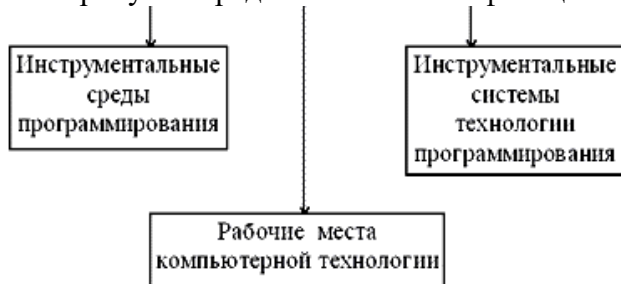 Инструментальные
среды
программирования
Инструментальные
системы
технологии
программирования
Рабочие места
компьютерной технологии